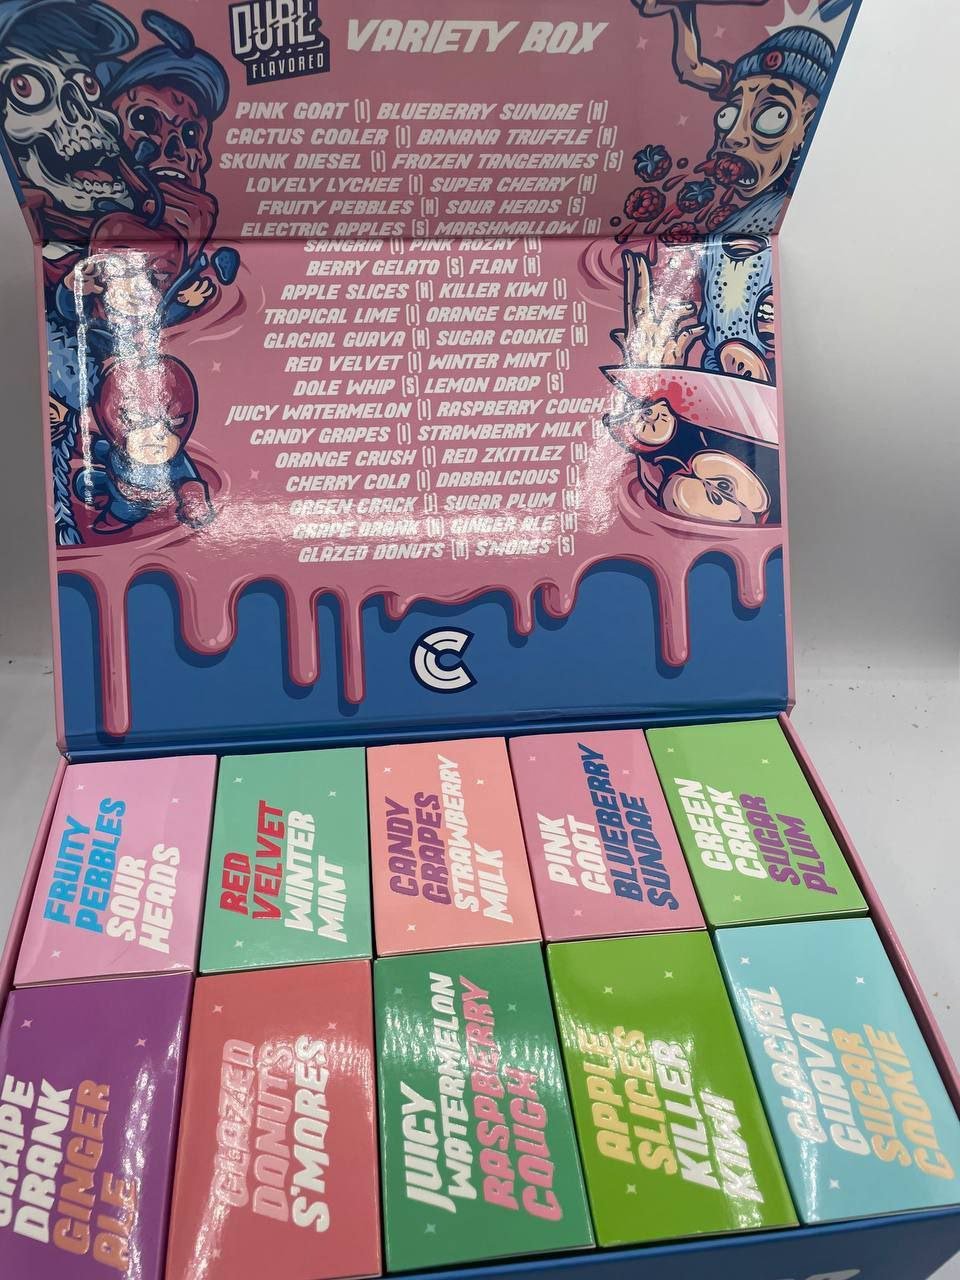 DUAL
FLAVORED
VARIETY BOX
PINK GOAT [I] BLUEBERRY SUNDAE [H]
CACTUS COOLER [I] BANANA TRUFFLE [H]
SKUNK DIESEL [I] FROZEN TANGERINES [S]
LOVELY LYCHEE [I] SUPER CHERRY [H]
FRUITY PEBBLES [H] SOUR HEADS [S]
ELECTRIC APPLES [S] MARSHMALLOW [H]
SANGRIA [I] PINK ROZAY [H]
BERRY GELATO [S] FLAN [H]
APPLE SLICES [H] KILLER KIWI [I]
TROPICAL LIME [I] ORANGE CREME [I]
GLACIAL GUAVA [H] SUGAR COOKIE [H]
RED VELVET [I] WINTER MINT [I]
DOLE WHIP [S] LEMON DROP [S]
JUICY WATERMELON [I] RASPBERRY COUGH
CANDY GRAPES [I] STRAWBERRY MILK
ORANGE CRUSH [I] RED ZKITTLEZ [H]
CHERRY COLA [I] DABBALICIOUS [I]
GREEN CRACK SUGAR PLUM [H]
GRAPE DRANK [H] GINGER ALE [H]
GLAZED DONUTS [H] S'MORES [S]
FRUITY
PEBBLES
SOUR
HEADS
RED
VELVET
WINTER
MINT
CANDY
GRAPES
STRAWBERRY
MILK
PINK
GOAT
BLUEBERRY
SUNDAE
GREEN
CRACK
SUGAR
PLUM
GRAPE
DRANK
GINGER
ALE
GLAZED
DONUTS
S'MORES
JUICY
WATERMELON
RASPBERRY
COUGH
APPLE
SLICES
KILLER
KIWI
GLACIAL
GUAVA
SUGAR
COOKIE